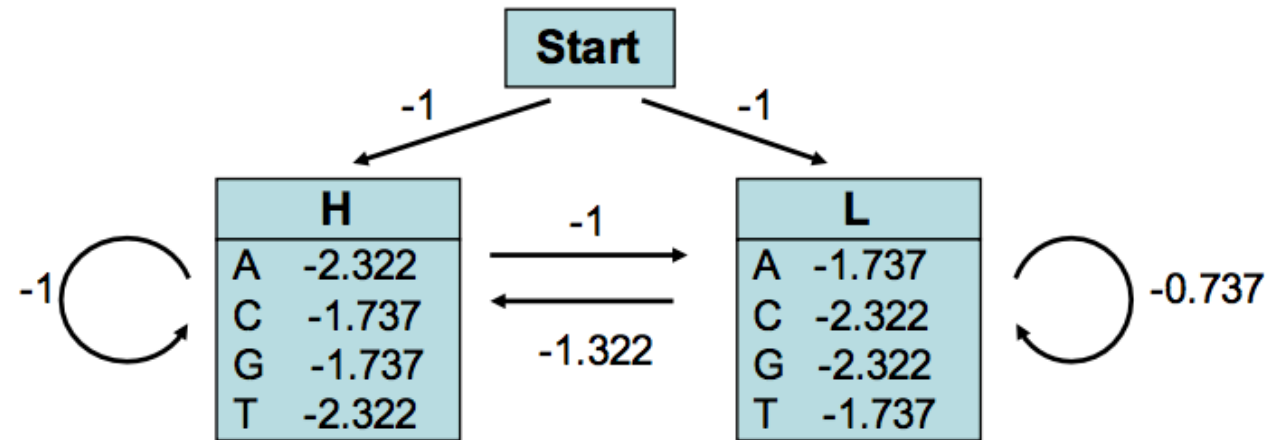 Start
-1 -1
H L
-1
A -2.322 A -1.737
-1 C -1.737 C -2.322 -0.737
G -1.737 G -2.322
-1.322
T -2.322 T -1.737